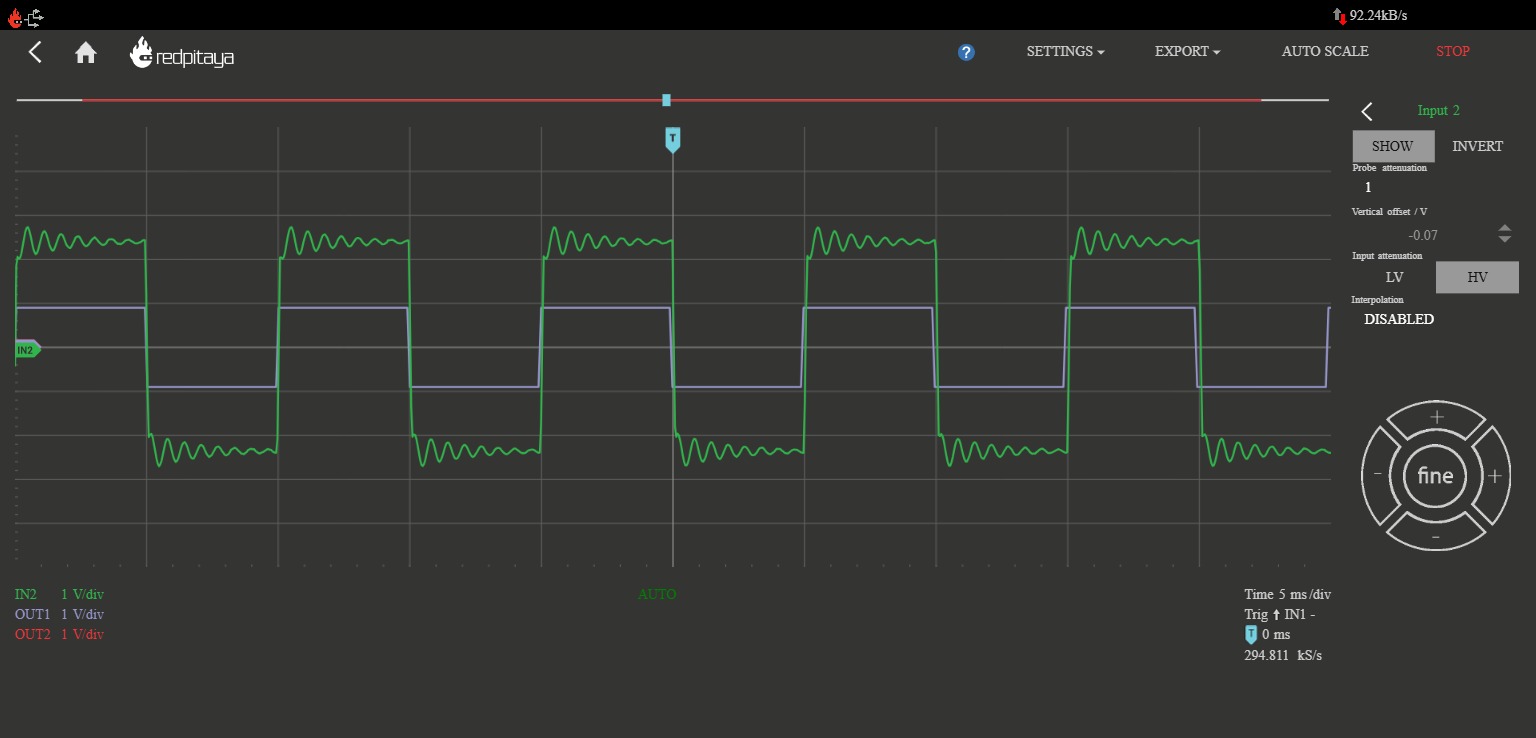 92.24kB/s
redpitaya
?
SETTINGS
EXPORT
AUTO SCALE
STOP
Input 2
SHOW INVERT
Probe attenuation
1
Vertical offset / V
-0.07
Input attenuation
LV HV
Interpolation
DISABLED
T
IN2
+
- fine +
-
IN2 1 V/div
OUT1 1 V/div
OUT2 1 V/div
AUTO
Time 5 ms/div
Trig ↑ IN1 -
T 0 ms
294.811 kS/s